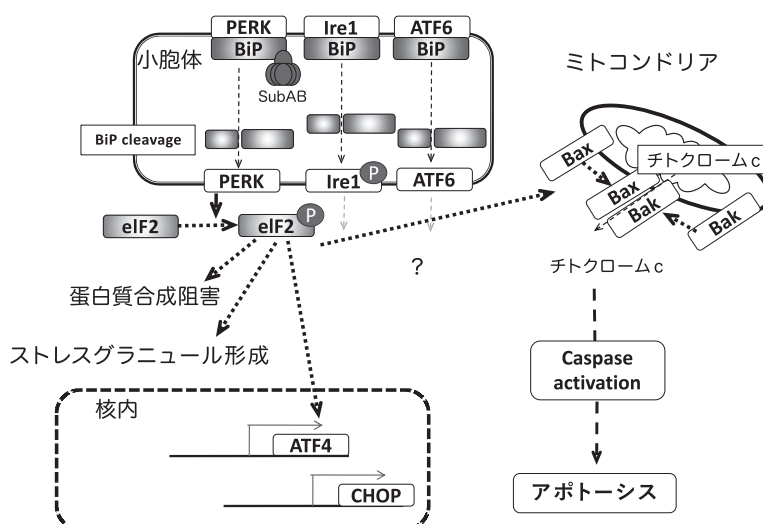 PERK
Ire1
ATF6
BiP
BiP
BiP
小胞体
SubAB
BiP cleavage
PERK
Ire1
P
ATF6
eIF2
eIF2
P
?
蛋白質合成阻害
ストレスグラニュール形成
核内
ATF4
CHOP
ミトコンドリア
Bax
チトクロームc
Bax
Bak
Bak
チトクロームc
Caspase
activation
アポトーシス